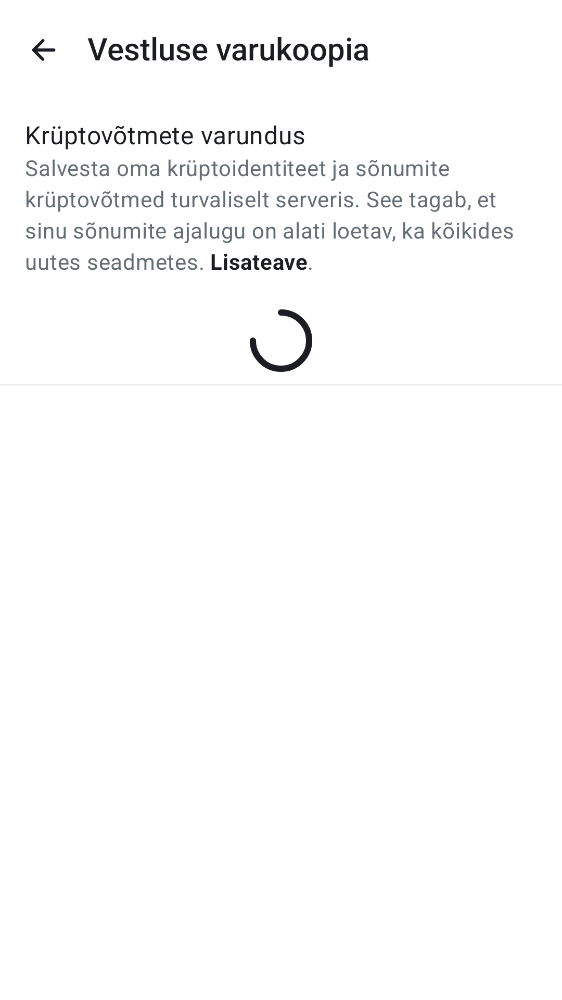 Vestluse varukoopia
Krüptovõtmete varundus
Salvesta oma krüptoidentiteet ja sõnumite
krüptovõtmed turvaliselt serveris. See tagab, et
sinu sõnumite ajalugu on alati loetav, ka kõikides
uutes seadmetes. Lisateave.